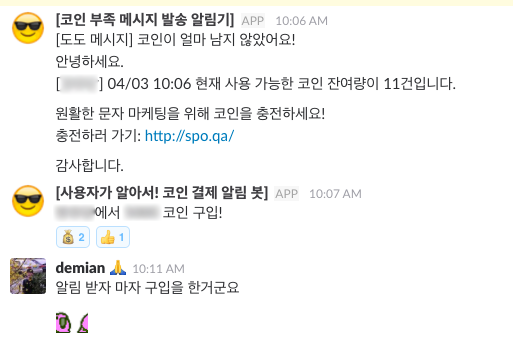 [코인 부족 메시지 발송 알림기] APP 10:06 AM
[도도 메시지] 코인이 얼마 남지 않았어요!
안녕하세요.
[ ] 04/03 10:06 현재 사용 가능한 코인 잔여량이 11건입니다.
원활한 문자 마케팅을 위해 코인을 충전하세요!
충전하러 가기: http://spo.qa/
감사합니다.
[사용자가 알아서! 코인 결제 알림 봇] APP 10:07 AM
에서 코인 구입!
2 1
demian 10:11 AM
알림 받자 마자 구입을 한거군요